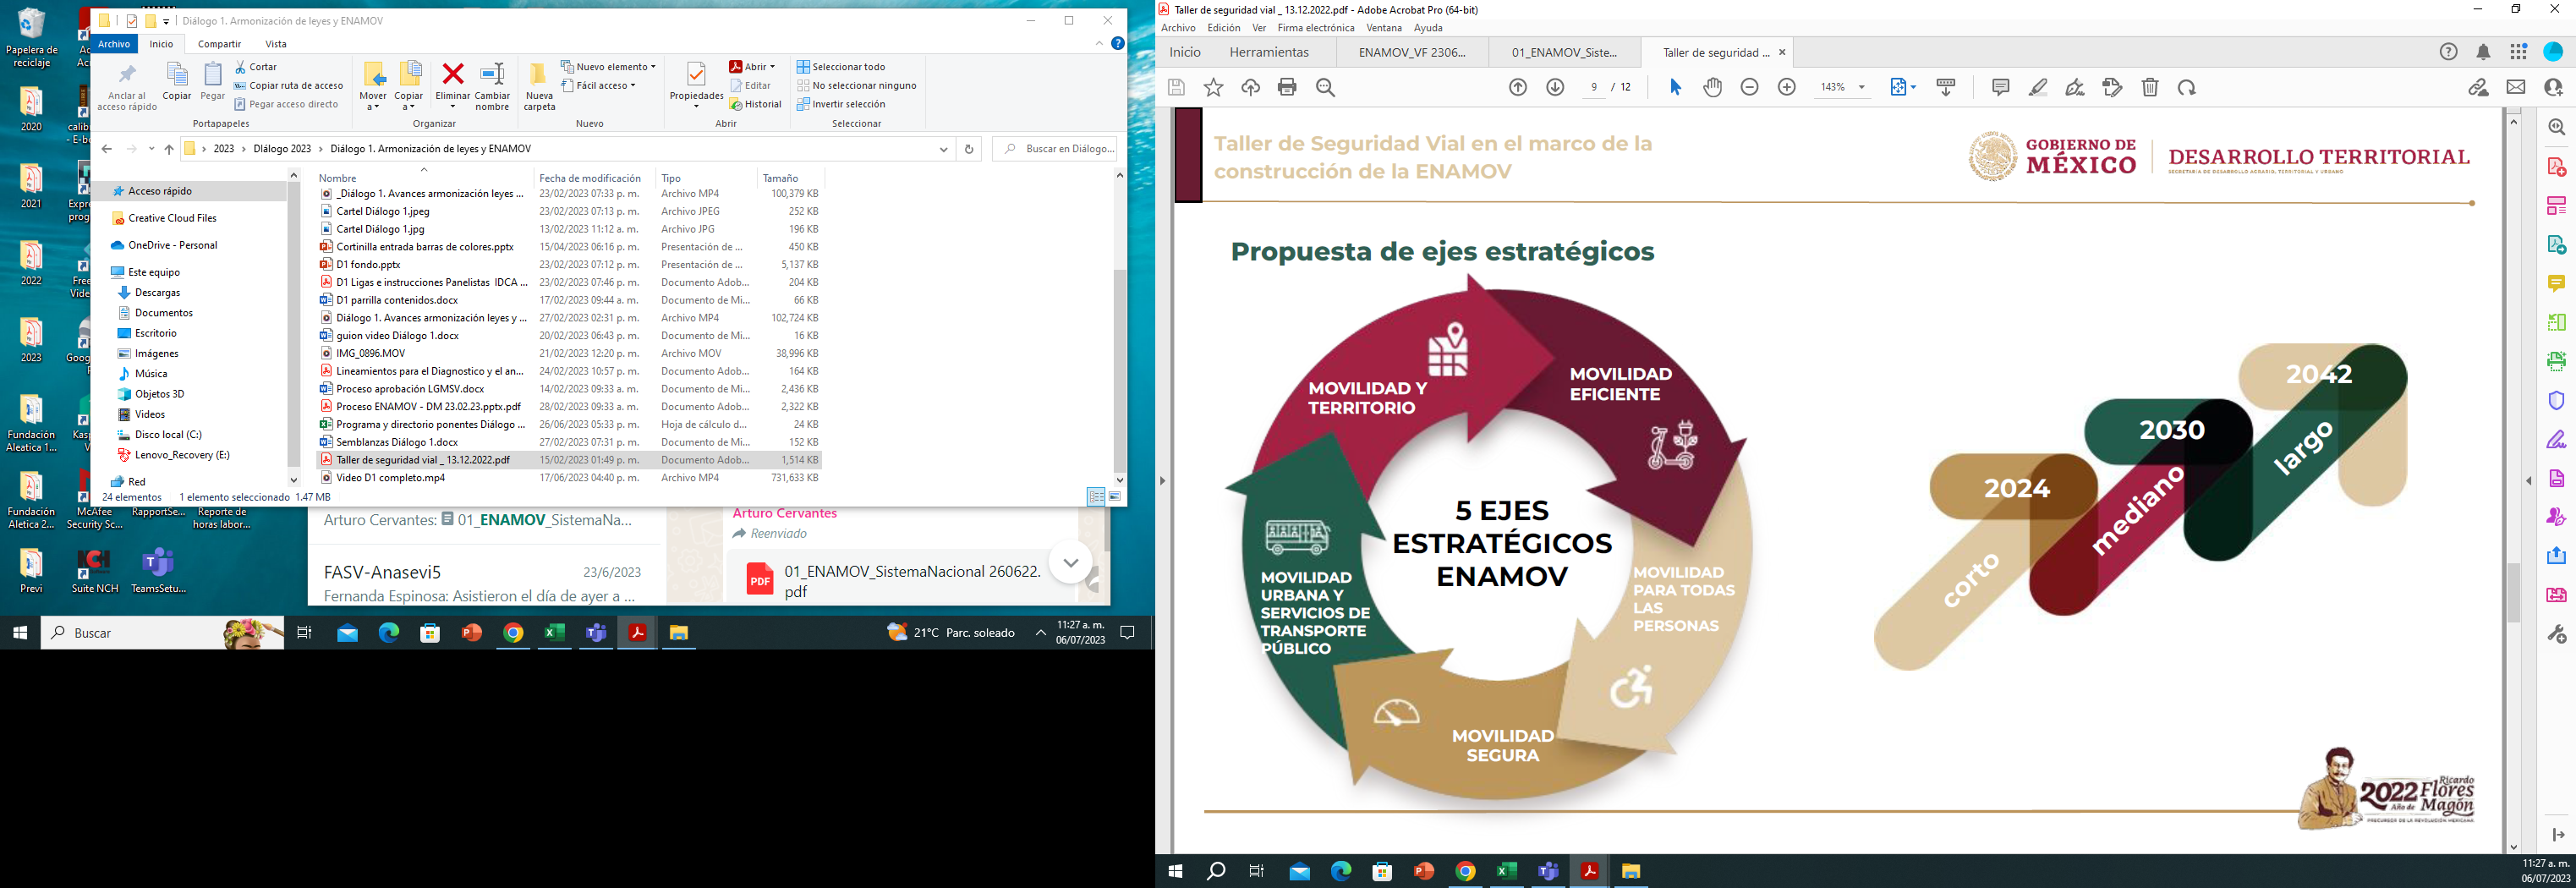 Papelera de
reciclaje
2020
2021
2022
2023
Fundación
Aleatica 1...
Fundación
Aletica 2...
Previ
McAfee
Security Sc...
RapportSe...
Reporte de
horas labor...
Suite NCH
TeamsSetu...
Diálogo 1. Armonización de leyes y ENAMOV
Archivo Inicio Compartir Vista
Anclar al
acceso rápido
Copiar
Pegar
Cortar
Copiar ruta de acceso
Pegar acceso directo
Portapapeles
Mover
a
Copiar
a
Eliminar
Cambiar
nombre
Organizar
Nueva
carpeta
Nuevo elemento
Fácil acceso
Nuevo
Propiedades
Abrir
Editar
Historial
Abrir
Seleccionar todo
No seleccionar ninguno
Invertir selección
Seleccionar
2023 > Diálogo 2023 > Diálogo 1. Armonización de leyes y ENAMOV
Buscar en Diálogo...
Acceso rápido
Creative Cloud Files
OneDrive - Personal
Este equipo
Descargas
Documentos
Escritorio
Imágenes
Música
Objetos 3D
Videos
Disco local (C:)
Lenovo_Recovery (E:)
Red
Nombre Fecha de modificación Tipo Tamaño
_Diálogo 1. Avances armonización leyes ... 23/02/2023 07:33 p. m. Archivo MP4 100,379 KB
Cartel Diálogo 1.jpeg 23/02/2023 07:13 p. m. Archivo JPEG 252 KB
Cartel Diálogo 1.jpg 13/02/2023 11:12 a. m. Archivo JPG 196 KB
Cortinilla entrada barras de colores.pptx 15/04/2023 06:16 p. m. Presentación de ... 450 KB
D1 fondo.pptx 23/02/2023 07:12 p. m. Presentación de ... 5,137 KB
D1 Ligas e instrucciones Panelistas IDCA ... 23/02/2023 07:46 p. m. Documento Adob... 204 KB
D1 parrilla contenidos.docx 17/02/2023 09:44 a. m. Documento de Mi... 66 KB
Diálogo 1. Avances armonización leyes y ... 27/02/2023 02:31 p. m. Archivo MP4 102,724 KB
guion video Diálogo 1.docx 20/02/2023 06:43 p. m. Documento de Mi... 16 KB
IMG_0896.MOV 21/02/2023 12:20 p. m. Archivo MOV 38,996 KB
Lineamientos para el Diagnostico y el an... 24/02/2023 10:57 p. m. Documento Adob... 164 KB
Proceso aprobación LGMSV.docx 14/02/2023 09:33 a. m. Documento de Mi... 2,436 KB
Proceso ENAMOV - DM 23.02.23.pptx.pdf 28/02/2023 09:33 a. m. Documento Adob... 2,322 KB
Programa y directorio ponentes Diálogo ... 26/06/2023 05:33 p. m. Hoja de cálculo d... 24 KB
Semblanzas Diálogo 1.docx 27/02/2023 07:31 p. m. Documento de Mi... 152 KB
Taller de seguridad vial _ 13.12.2022.pdf 15/02/2023 01:49 p. m. Documento Adob... 1,514 KB
Video D1 completo.mp4 17/06/2023 04:40 p. m. Archivo MP4 731,633 KB
24 elementos 1 elemento seleccionado 1.47 MB
Arturo Cervantes: 01_ENAMOV_SistemaNa...
FASV-Anasevi5 23/6/2023
Fernanda Espinosa: Asistieron el día de ayer a ...
Arturo Cervantes
Reenviado
PDF
01_ENAMOV_SistemaNacional 260622.
pdf
Buscar
21°C Parc. soleado
11:27 a. m.
06/07/2023
Taller de seguridad vial _ 13.12.2022.pdf - Adobe Acrobat Pro (64-bit)
Archivo Edición Ver Firma electrónica Ventana Ayuda
Inicio Herramientas ENAMOV_VF 2306... 01_ENAMOV_Siste... Taller de seguridad ... ×
9 / 12
143%
Taller de Seguridad Vial en el marco de la
construcción de la ENAMOV
GOBIERNO DE
MÉXICO
DESARROLLO TERRITORIAL
SECRETARÍA DE DESARROLLO AGRARIO, TERRITORIAL Y URBANO
Propuesta de ejes estratégicos
MOVILIDAD Y
TERRITORIO
MOVILIDAD
EFICIENTE
5 EJES
ESTRATÉGICOS
ENAMOV
MOVILIDAD
URBANA Y
SERVICIOS DE
TRANSPORTE
PÚBLICO
MOVILIDAD
PARA TODAS
LAS
PERSONAS
MOVILIDAD
SEGURA
2024
corto
2030
mediano
2042
largo
2022 Ricardo
Flores
Año de Magón
PRECURSOR DE LA REVOLUCIÓN MEXICANA
11:27 a. m.
06/07/2023